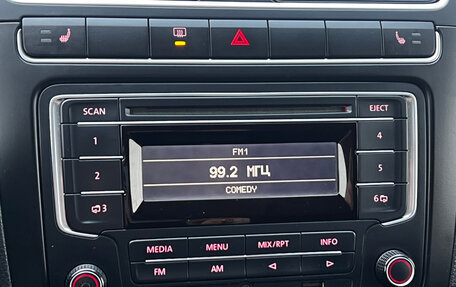 SCAN
EJECT
1
FM1
4
2
99.2 МГЦ
5
COMEDY
3
6
MEDIA MENU MIX/RPT INFO
FM AM